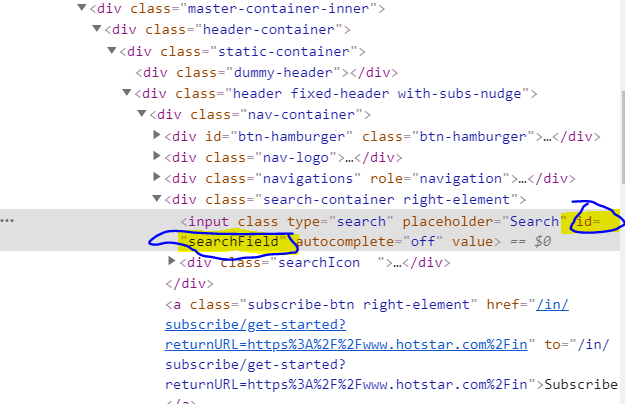 ▼<div class="master-container-inner">
▼<div class="header-container">
▼<div class="static-container">
<div class="dummy-header"></div>
▼<div class="header fixed-header with-subs-nudge">
▼<div class="nav-container">
▶<div id="btn-hamburger" class="btn-hamburger">…</div>
▶<div class="nav-logo">…</div>
▶<div class="navigations" role="navigation">…</div>
▼<div class="search-container right-element">
<input class type="search" placeholder="Search" id=
"searchField" autocomplete="off" value> == $0
▶<div class="searchIcon  ">…</div>
</div>
<a class="subscribe-btn right-element" href="/in/
subscribe/get-started?
returnURL=https%3A%2F%2Fwww.hotstar.com%2Fin" to="/in/
subscribe/get-started?
returnURL=https%3A%2F%2Fwww.hotstar.com%2Fin">Subscribe
</a>